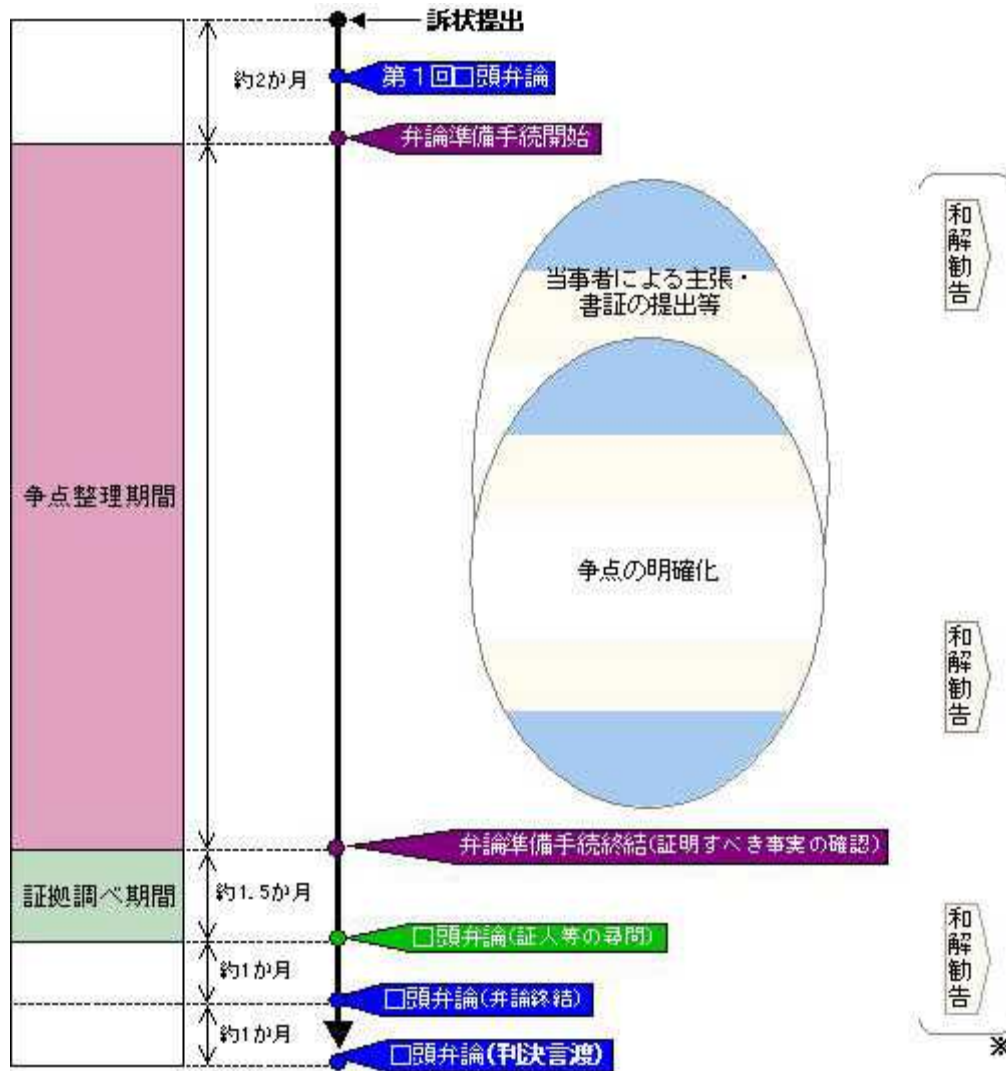 訴状提出
約2か月
第1回口頭弁論
弁論準備手続開始
和解勧告
当事者による主張・
書証の提出等
争点整理期間
争点の明確化
和解勧告
弁論準備手続終結(証明すべき事実の確認)
証拠調べ期間
約1.5か月
口頭弁論(証人等の尋問)
和解勧告
約1か月
口頭弁論(弁論終結)
約1か月
口頭弁論(判決言渡)
※